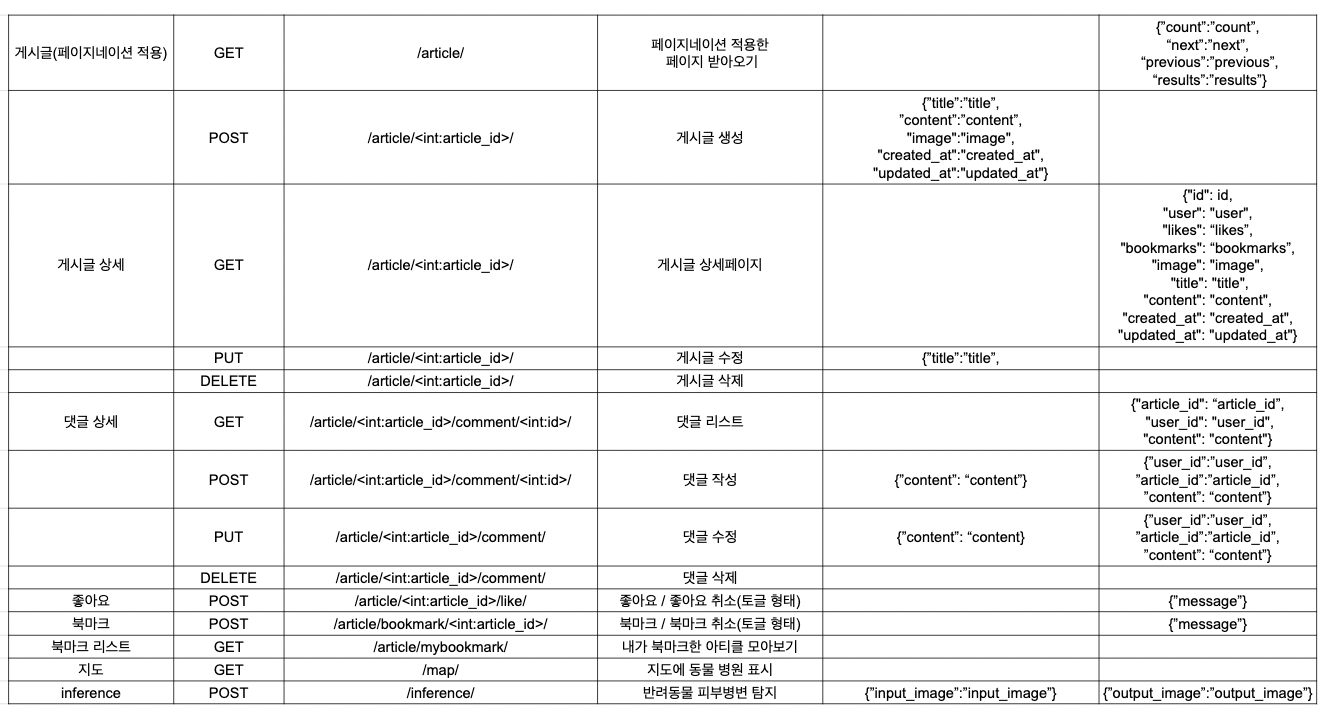 게시글(페이지네이션 적용) GET /article/ 페이지네이션 적용한
페이지 받아오기 {”count”:”count”,
“next”:”next”,
“previous”:”previous”,
“results”:”results”}
POST /article/<int:article_id>/ 게시글 생성 {”title”:”title”,
”content”:”content”,
"image":"image",
"created_at":"created_at",
"updated_at":"updated_at"}
게시글 상세 GET /article/<int:article_id>/ 게시글 상세페이지 {"id": id,
"user": "user",
"likes": “likes”,
"bookmarks": “bookmarks”,
"image": "image",
"title": "title",
"content": "content",
"created_at": "created_at",
"updated_at": "updated_at"}
PUT /article/<int:article_id>/ 게시글 수정 {”title”:”title”,
DELETE /article/<int:article_id>/ 게시글 삭제
댓글 상세 GET /article/<int:article_id>/comment/<int:id>/ 댓글 리스트 {"article_id": “article_id”,
"user_id": "user_id",
"content": "content"}
POST /article/<int:article_id>/comment/<int:id>/ 댓글 작성 {”content”: “content”} {”user_id”:”user_id”,
”article_id”:”article_id”,
”content”: “content”}
PUT /article/<int:article_id>/comment/ 댓글 수정 {”content”: “content} {”user_id”:”user_id”,
”article_id”:”article_id”,
”content”: “content”}
DELETE /article/<int:article_id>/comment/ 댓글 삭제
좋아요 POST /article/<int:article_id>/like/ 좋아요 / 좋아요 취소(토글 형태) {”message”}
북마크 POST /article/bookmark/<int:article_id>/ 북마크 / 북마크 취소(토글 형태) {”message”}
북마크 리스트 GET /article/mybookmark/ 내가 북마크한 아티클 모아보기
지도 GET /map/ 지도에 동물 병원 표시
inference POST /inference/ 반려동물 피부병변 탐지 {”input_image”:”input_image”} {”output_image”:”output_image”}